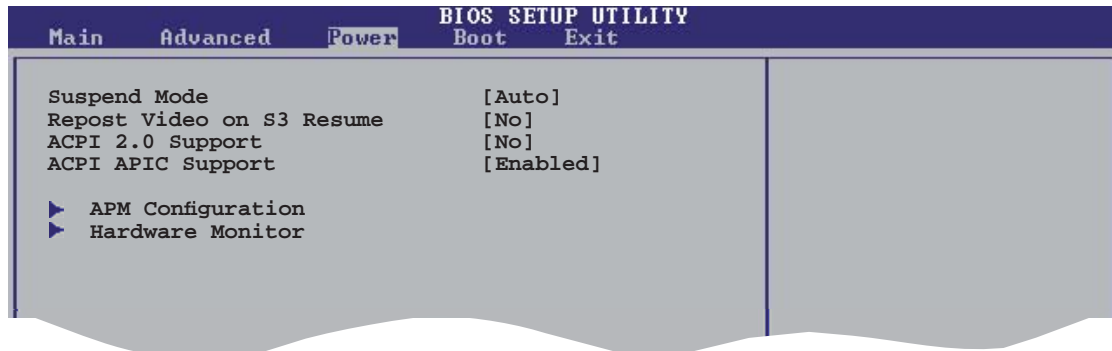 BIOS SETUP UTILITY
Main Advanced Power Boot Exit
Suspend Mode [Auto]
Repost Video on S3 Resume [No]
ACPI 2.0 Support [No]
ACPI APIC Support [Enabled]
APM Configuration
Hardware Monitor